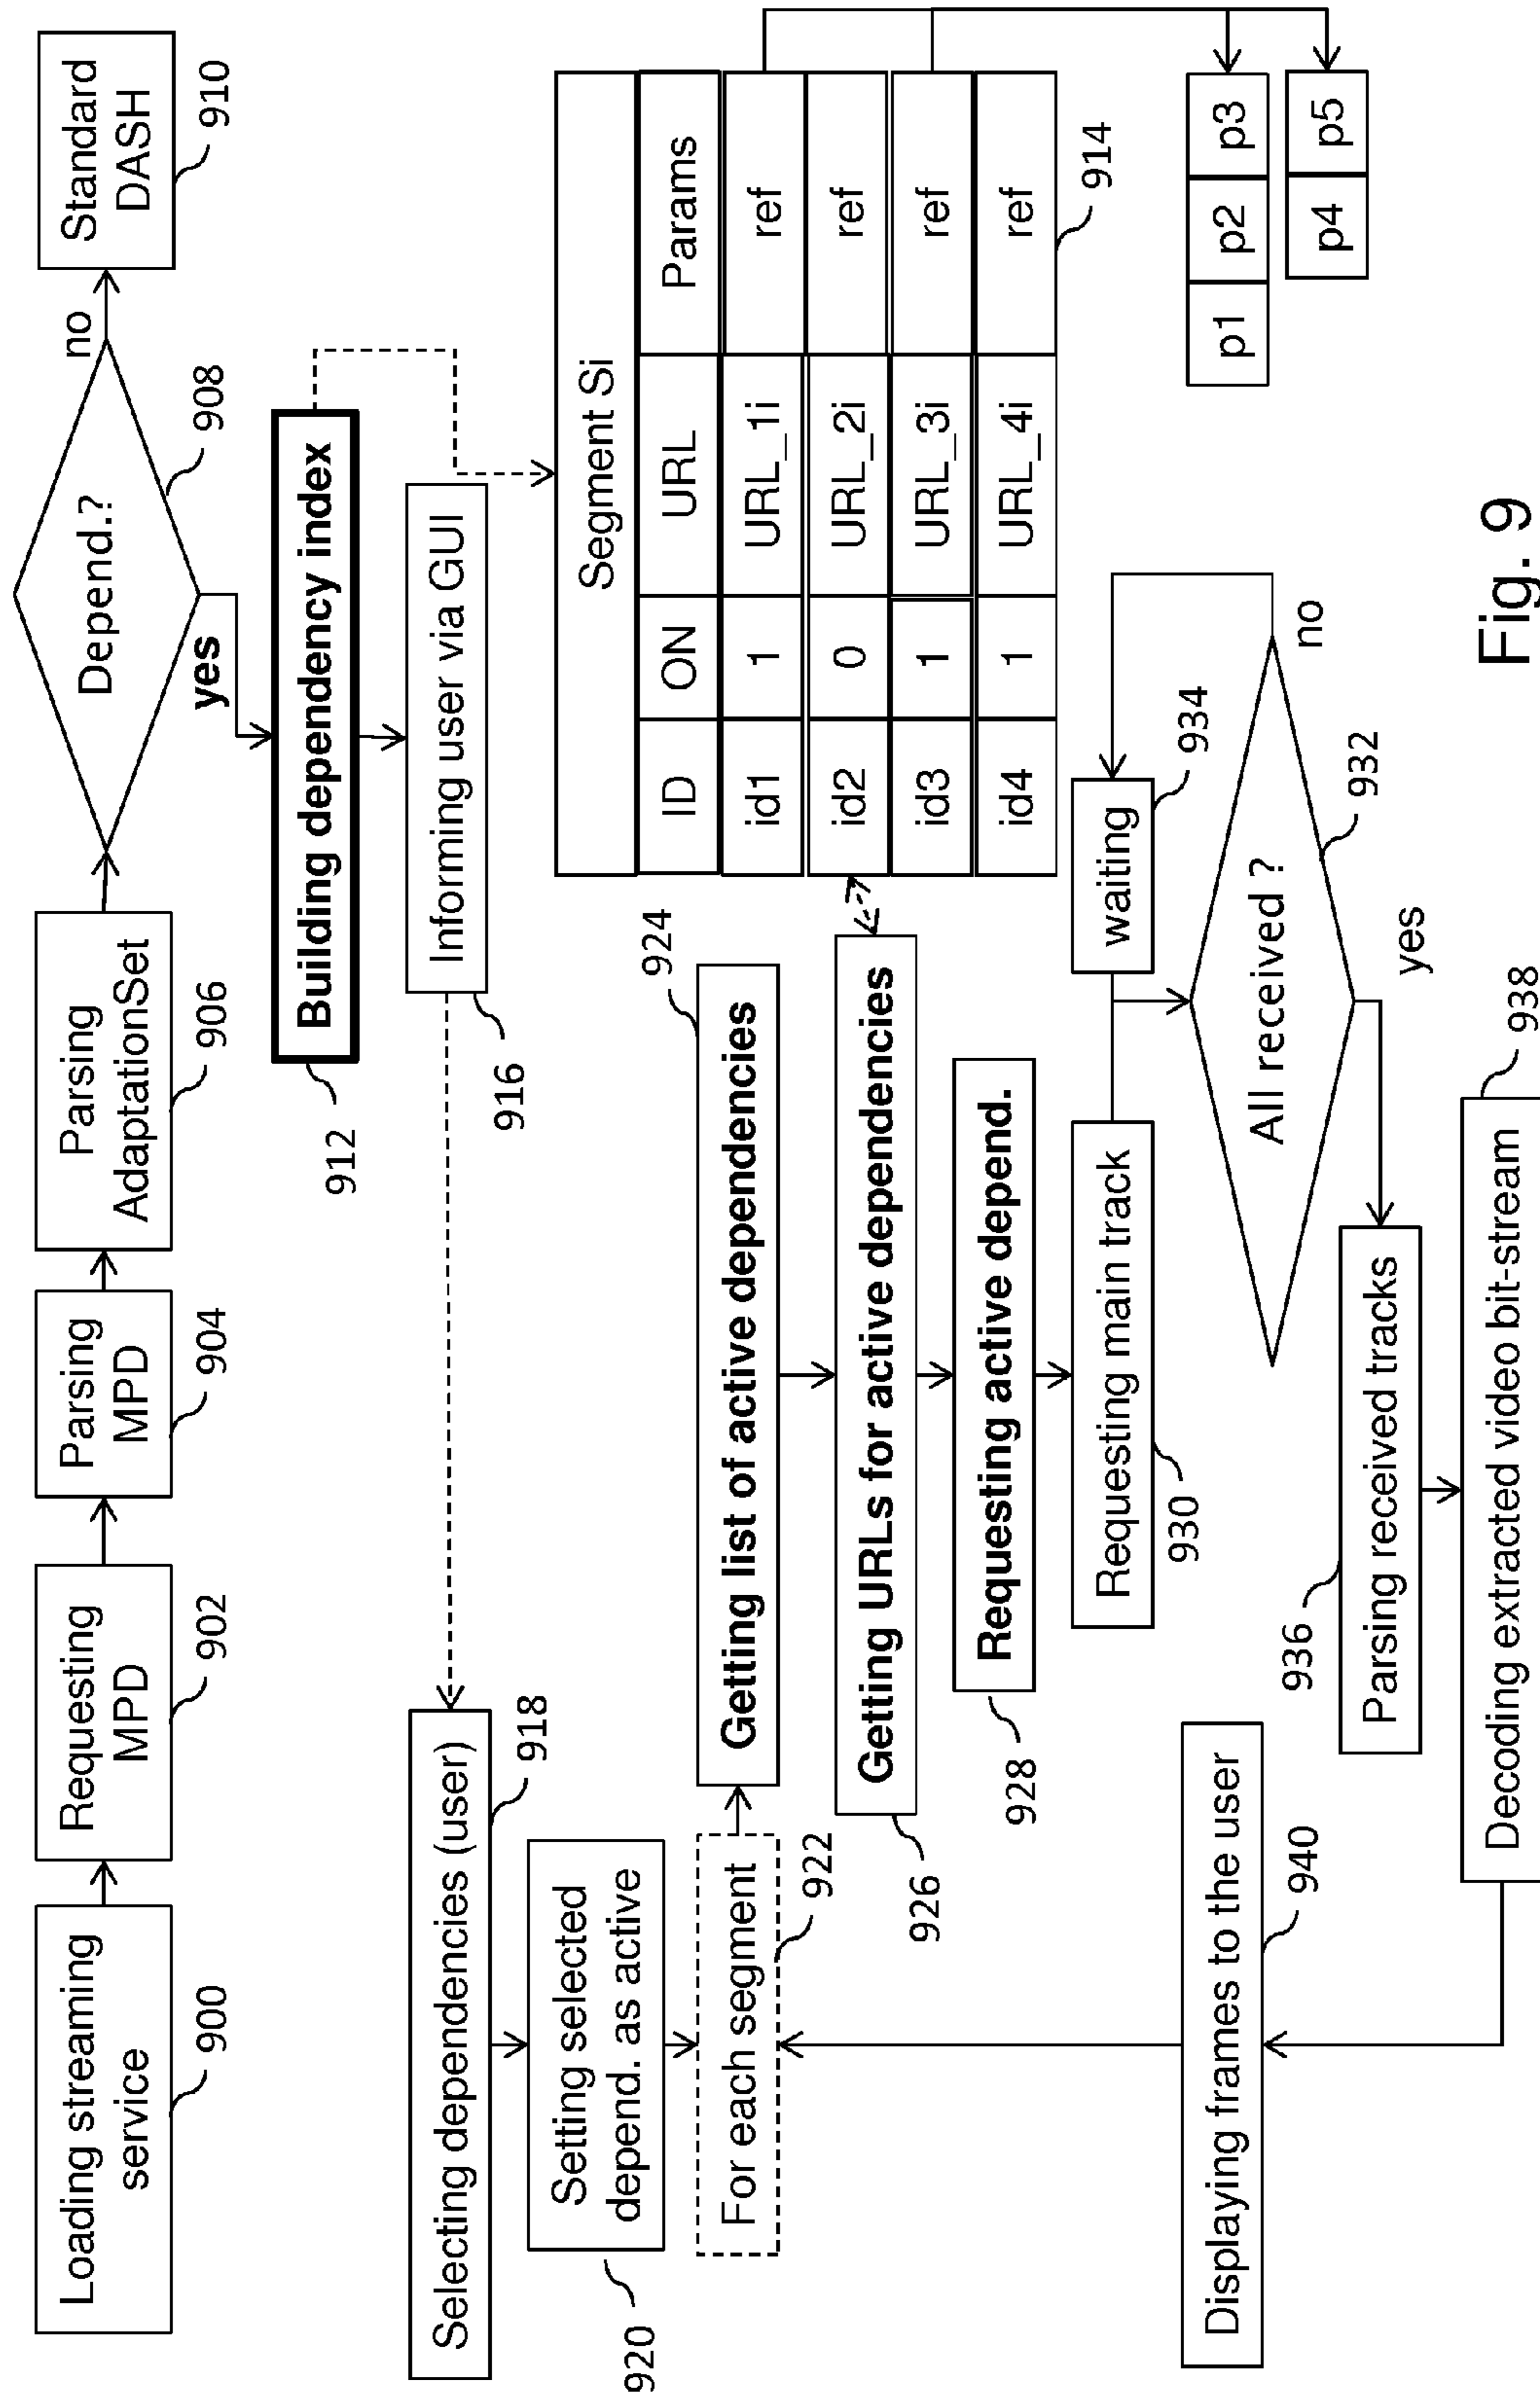 Loading streaming
service
900
Requesting
MPD
902
Parsing
MPD
904
Parsing
AdaptationSet
906
Depend.?
908
no
Standard
DASH
910
yes
Building dependency index
912
Informing user via GUI
916
Selecting dependencies (user)
918
Setting selected
depend. as active
920
For each segment
922
Getting list of active dependencies
924
Getting URLs for active dependencies
926
Requesting active depend.
928
Requesting main track
930
Segment Si
ID ON URL Params
id1 1 URL_1i ref
id2 0 URL_2i ref
id3 1 URL_3i ref
id4 1 URL_4i ref
914
p1 p2 p3
p4 p5
waiting
934
All received ?
932
no
yes
Parsing received tracks
936
Decoding extracted video bit-stream
938
Displaying frames to the user
940
Fig. 9